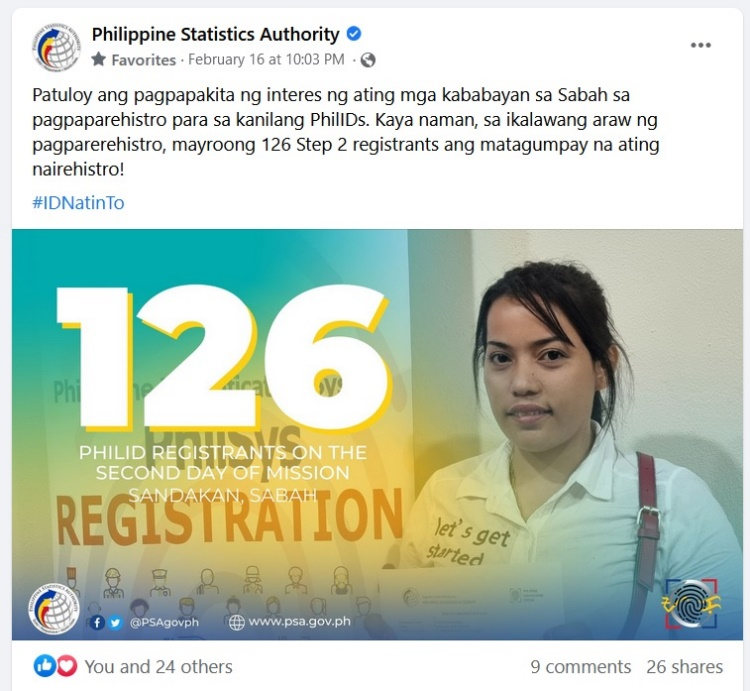 Philippine Statistics Authority
Favorites · February 16 at 10:03 PM ·
Patuloy ang pagpapakita ng interes ng ating mga kababayan sa Sabah sa
pagpaparehistro para sa kanilang PhilIDs. Kaya naman, sa ikalawang araw ng
pagparerehistro, mayroong 126 Step 2 registrants ang matagumpay na ating
nairehistro!
#IDNatinTo
126
PhilSys
PHILID REGISTRANTS ON THE
SECOND DAY OF MISSION
SANDAKAN, SABAH
REGISTRATION
let's get
started
@PSAgovph
www.psa.gov.ph
You and 24 others
9 comments 26 shares